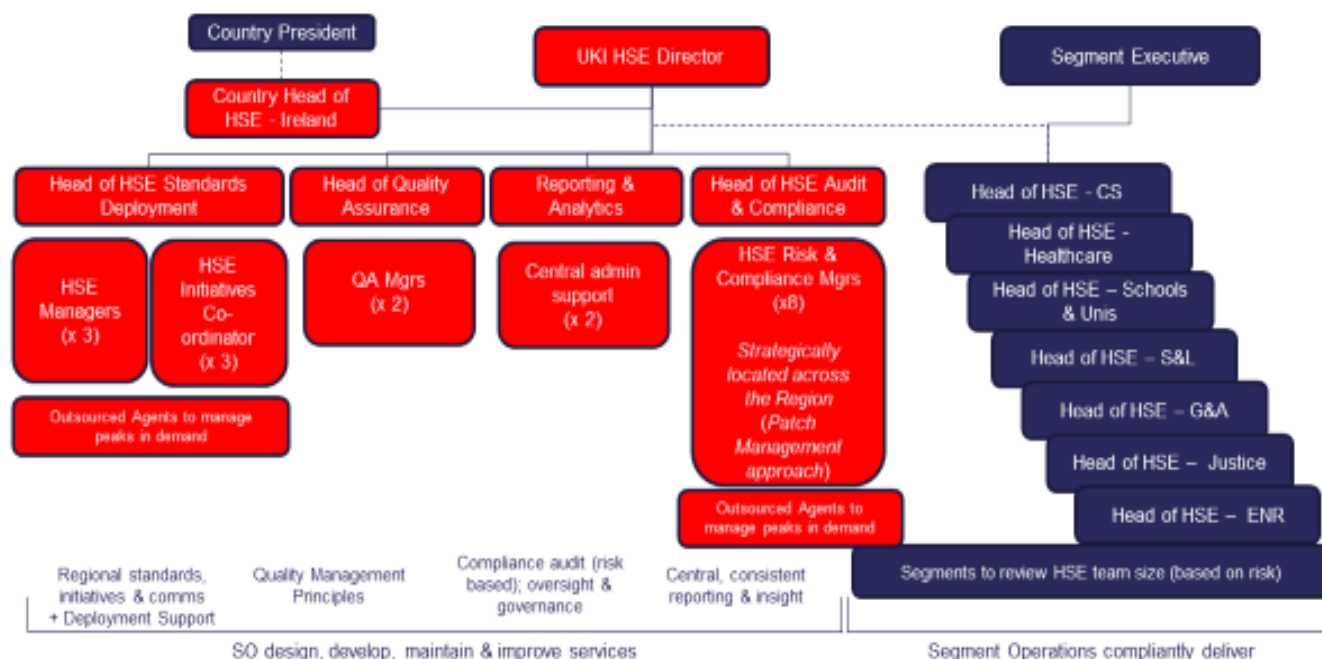 Country President
UKI HSE Director
Segment Executive
Country Head of
HSE - Ireland
Head of HSE Standards
Deployment
Head of Quality
Assurance
Reporting &
Analytics
Head of HSE Audit
& Compliance
HSE
Managers
(x 3)
HSE
Initiatives
Co-
ordinator
(x 3)
QA Mgrs
(x 2)
Central admin
support
(x 2)
HSE Risk &
Compliance Mgrs
(x8)
Strategically
located across
the Region
(Patch
Management
approach)
Outsourced Agents to manage
peaks in demand
Outsourced Agents to
manage peaks in demand
Head of HSE - CS
Head of HSE -
Healthcare
Head of HSE – Schools
& Unis
Head of HSE – S&L
Head of HSE – G&A
Head of HSE – Justice
Head of HSE – ENR
Segments to review HSE team size (based on risk)
Regional standards,
initiatives & comms
+ Deployment Support
Quality Management
Principles
Compliance audit (risk
based); oversight &
governance
Central, consistent
reporting & insight
SO design, develop, maintain & improve services
Segment Operations compliantly deliver